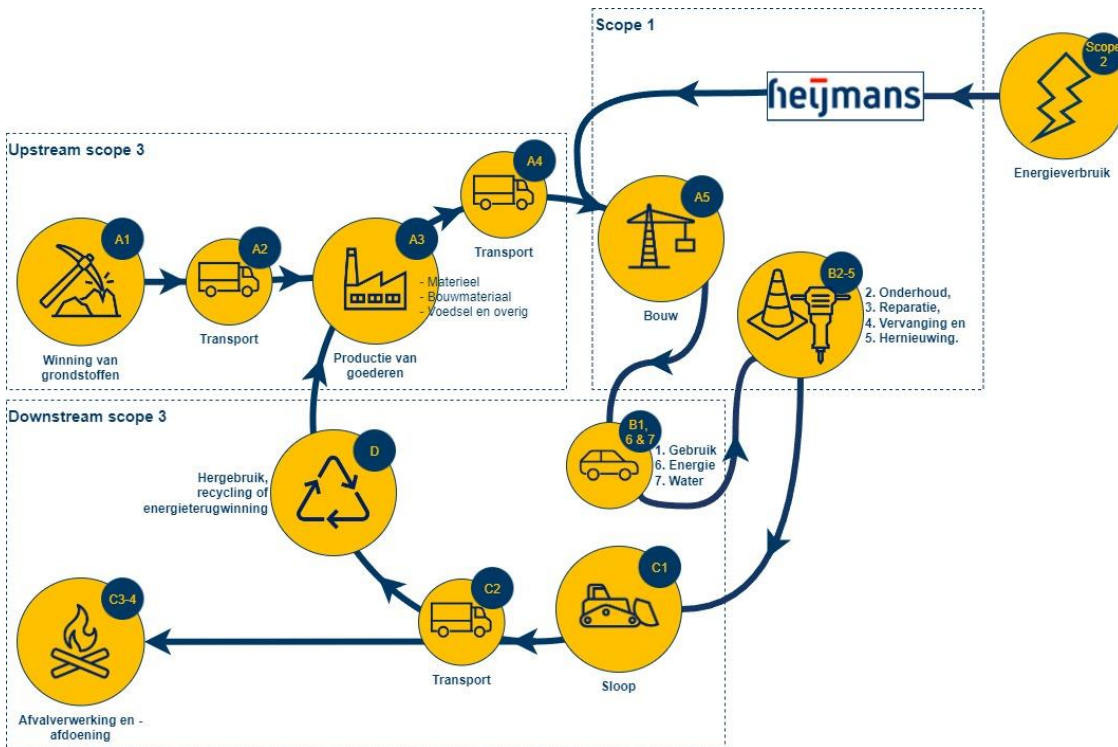 Scope 1
Scope
2
heijmans
Energieverbruik
Upstream scope 3
A1
Winning van
grondstoffen
A2
Transport
A3
- Materieel
- Bouwmateriaal
- Voedsel en overig
Productie van
goederen
A4
Transport
A5
Bouw
B2-5
2. Onderhoud,
3. Reparatie,
4. Vervanging en
5. Hernieuwing.
Downstream scope 3
B1,
6 & 7
1. Gebruik
6. Energie
7. Water
D
Hergebruik,
recycling of
energieterugwinning
C1
Sloop
C2
Transport
C3-4
Afvalverwerking en -
afdoening